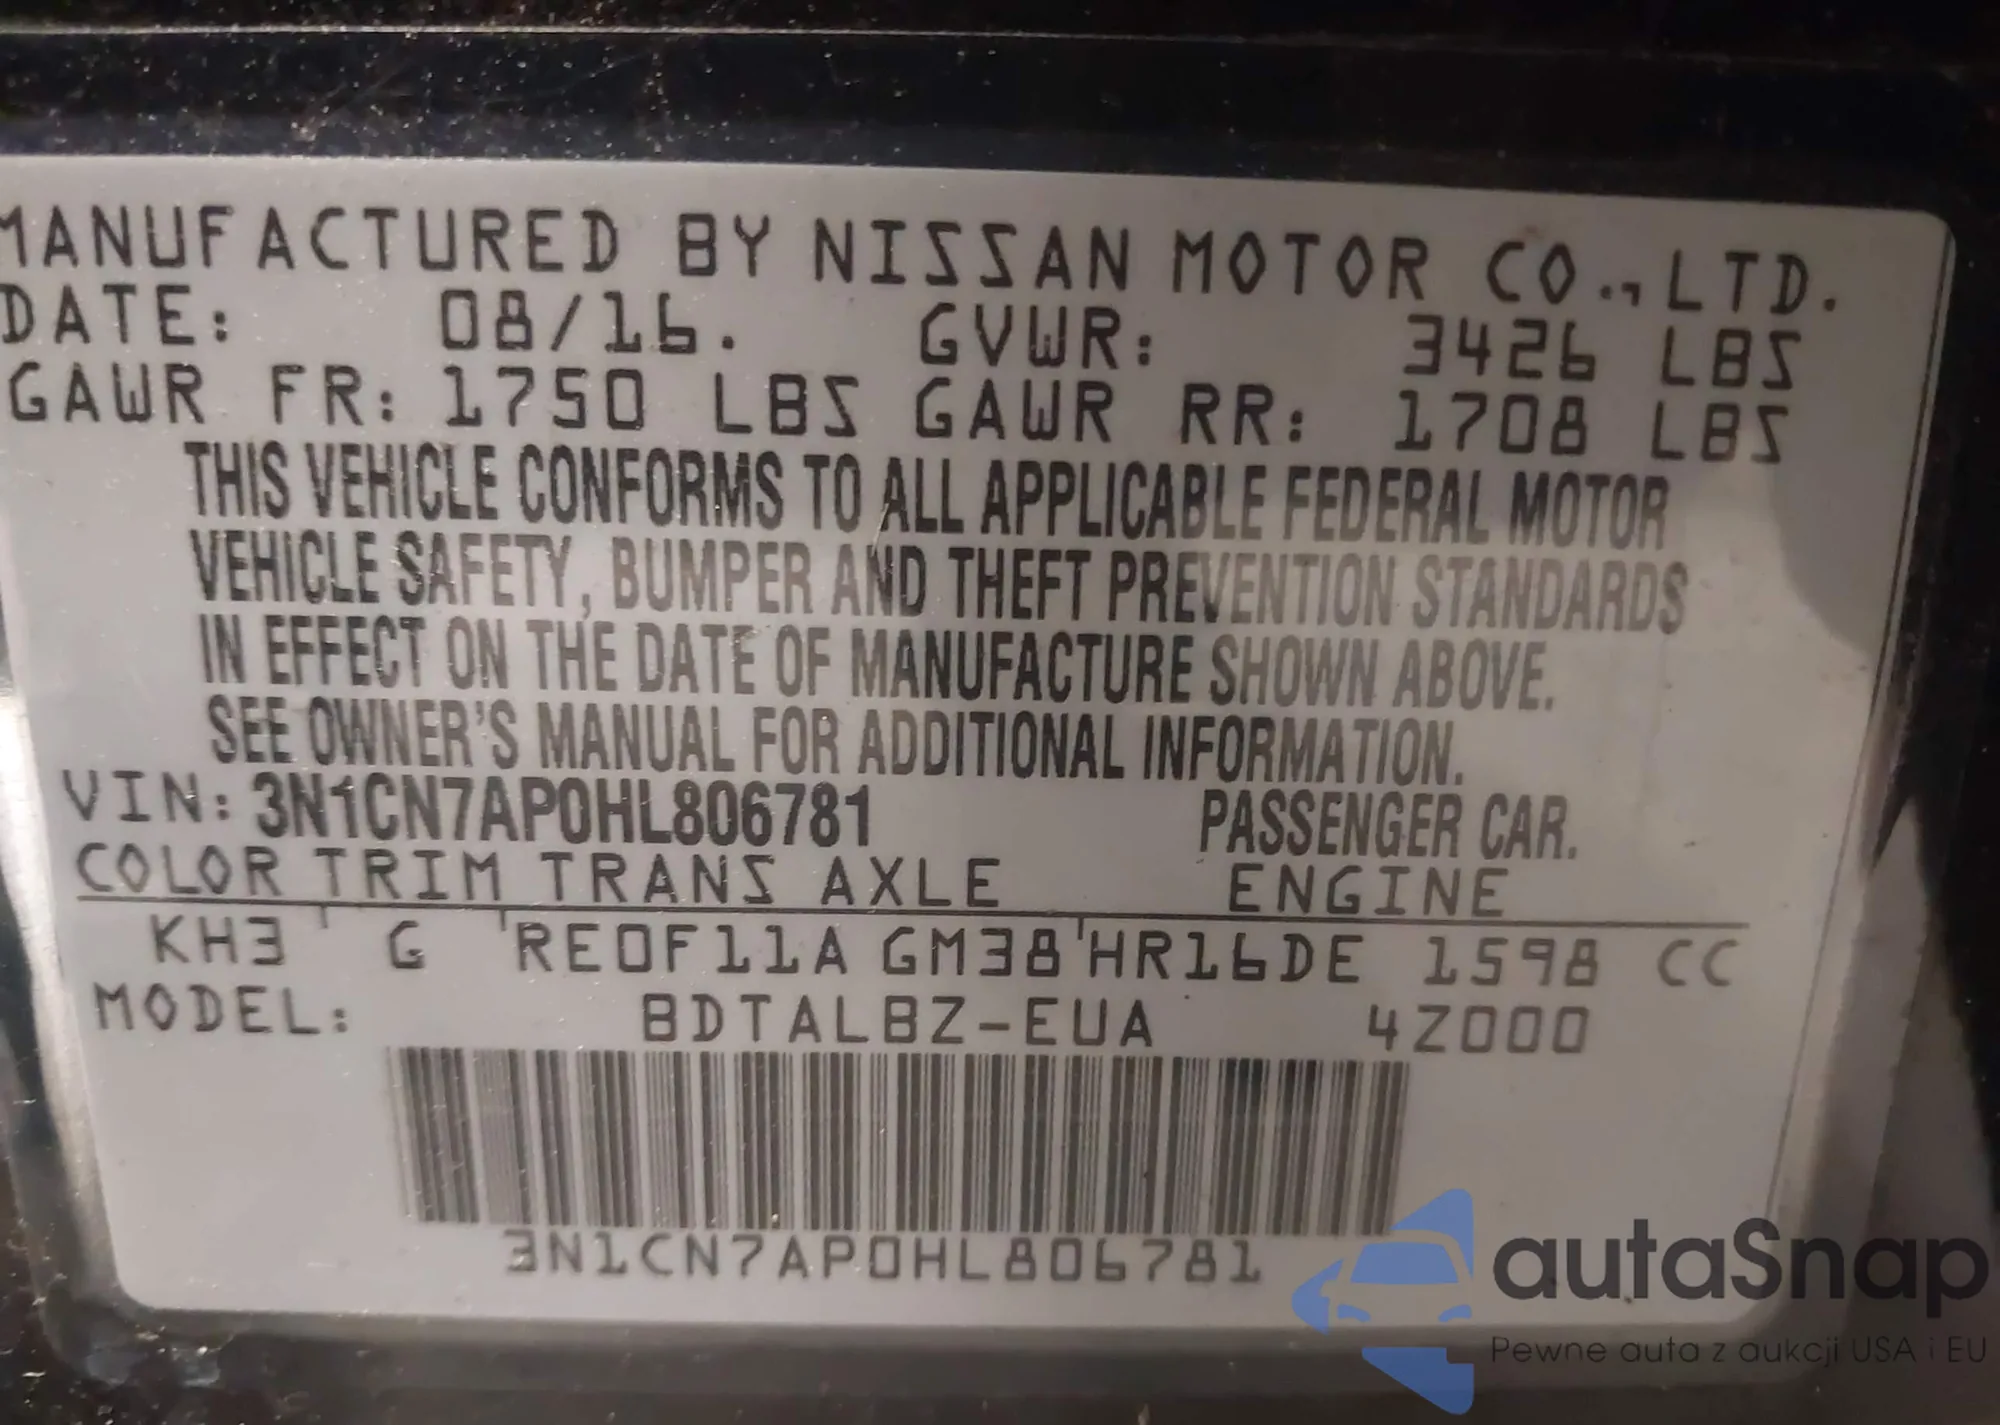 MANUFACTURED BY NISSAN MOTOR CO.,LTD.
DATE: 08/16. GVWR: 3426 LBS
GAWR FR: 1750 LBS GAWR RR: 1708 LBS
THIS VEHICLE CONFORMS TO ALL APPLICABLE FEDERAL MOTOR
VEHICLE SAFETY, BUMPER AND THEFT PREVENTION STANDARDS
IN EFFECT ON THE DATE OF MANUFACTURE SHOWN ABOVE.
SEE OWNER'S MANUAL FOR ADDITIONAL INFORMATION.
VIN: 3N1CN7AP0HL806781 PASSENGER CAR.
COLOR TRIM TRANS AXLE ENGINE
KH3 G RE0F11A GM38 HR16DE 1598 CC
MODEL: BDTALBZ-EUA 4Z000
3N1CN7AP0HL806781
autaSnap
Pewne auta z aukcji USA i EU